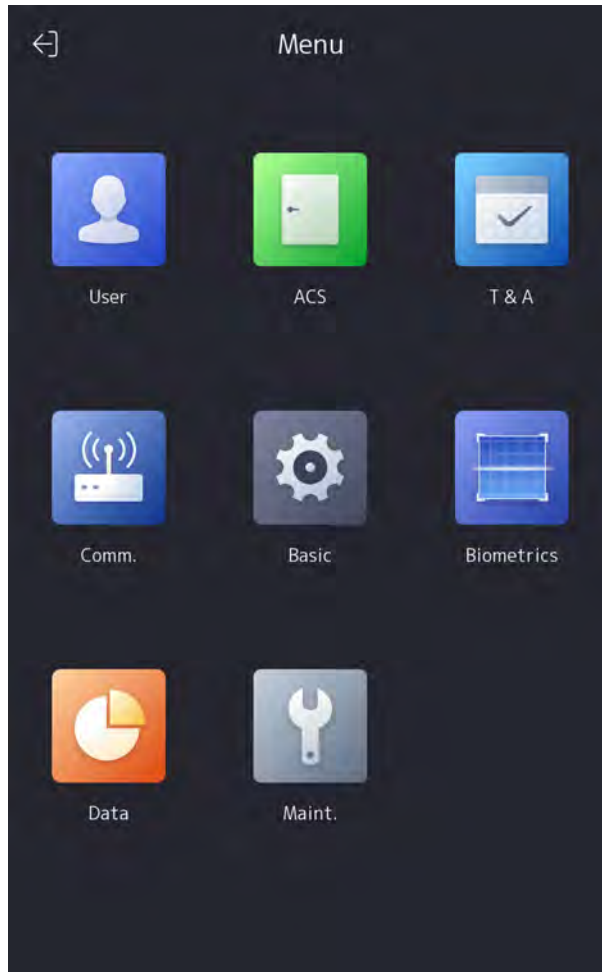 Menu
User
ACS
T & A
Comm.
Basic
Biometrics
Data
Maint.